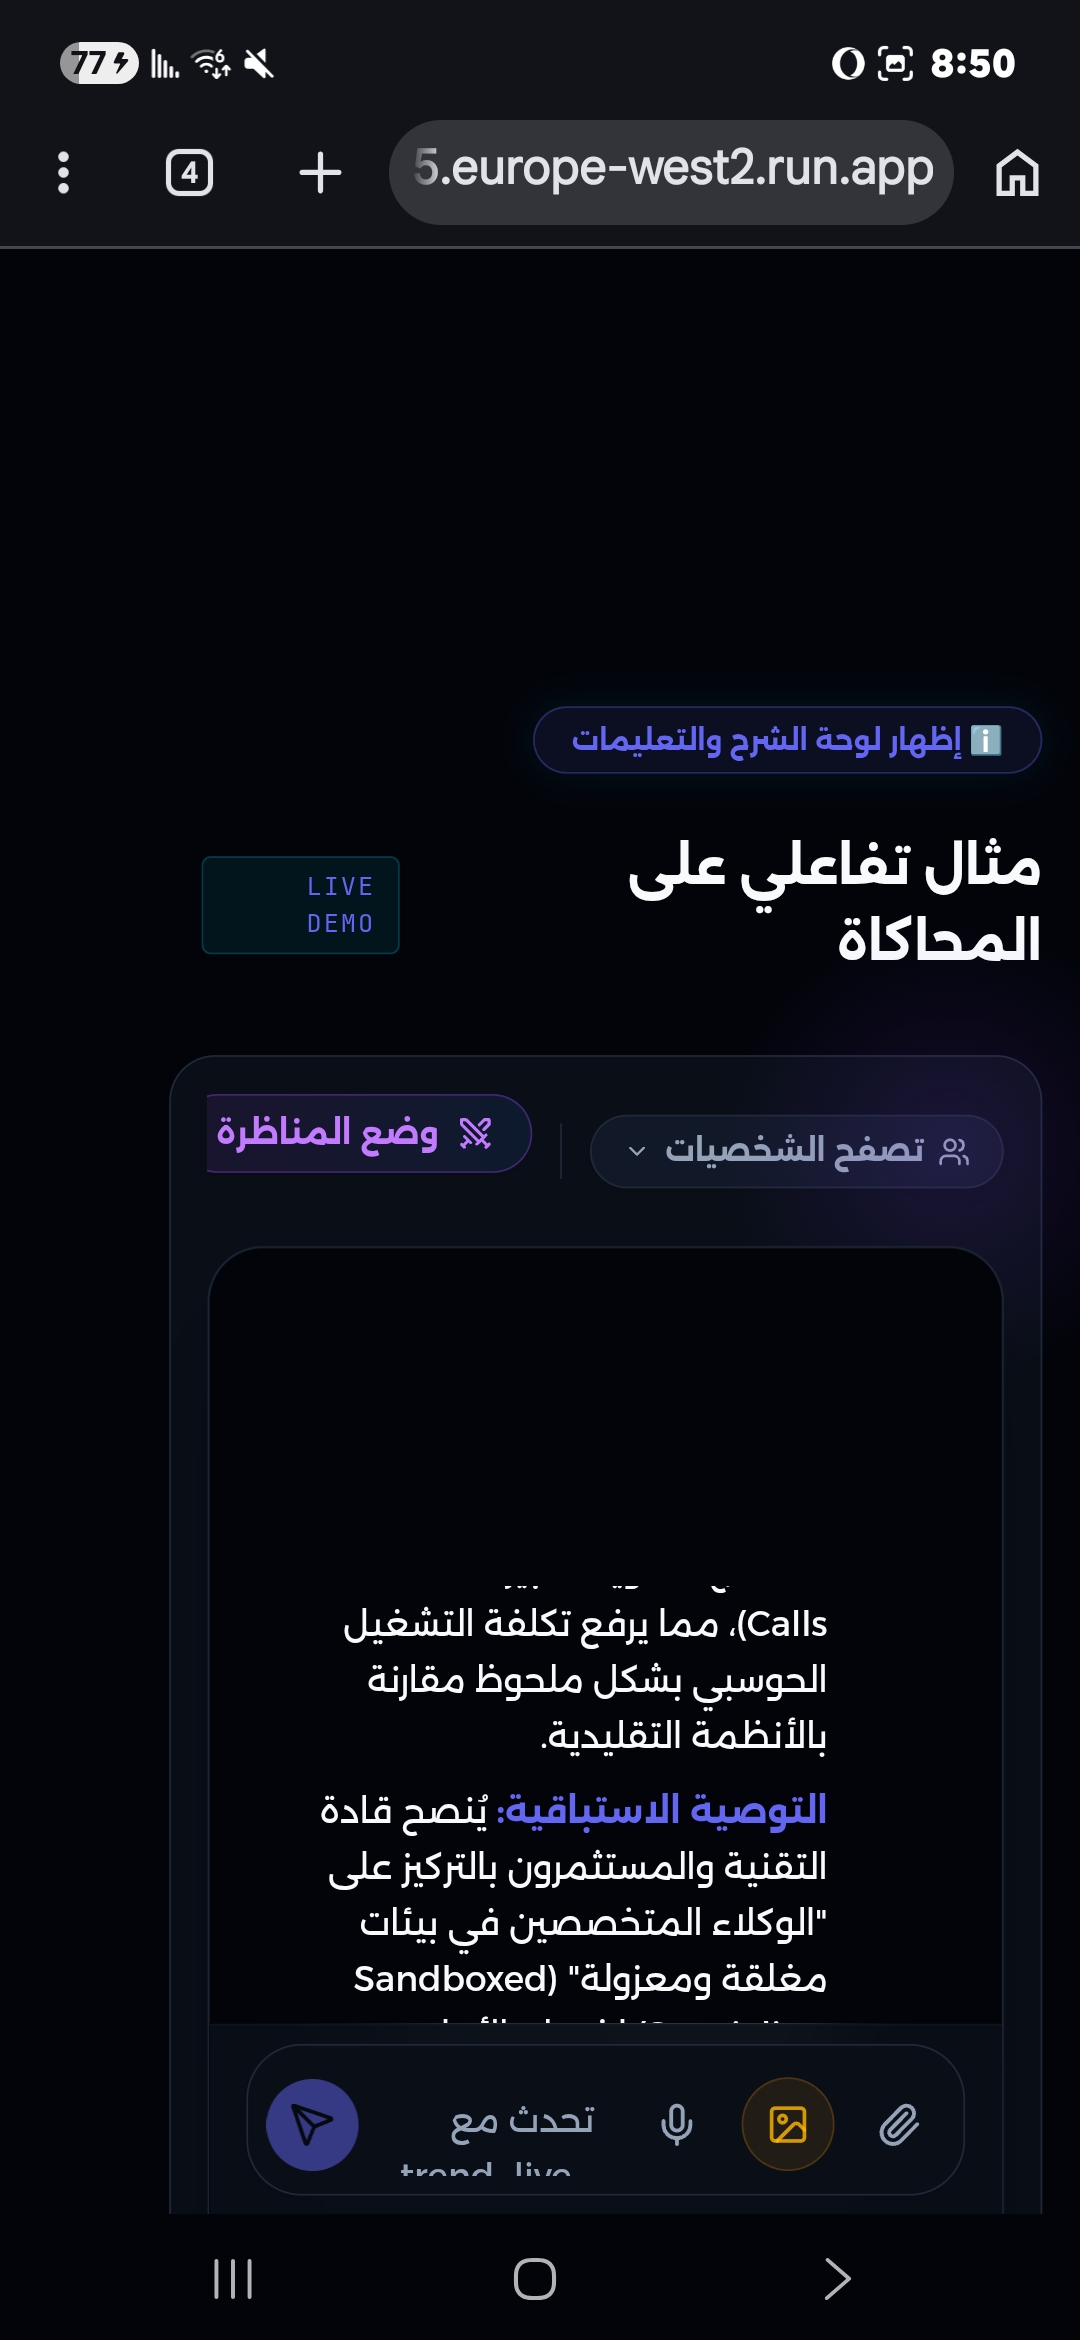 77
6
8:50
4
5.europe-west2.run.app
إظهار لوحة الشرح والتعليمات
مثال تفاعلي على
المحاكاة
LIVE
DEMO
تصفح الشخصيات
وضع المناظرة
Calls)، مما يرفع تكلفة التشغيل
الحوسبي بشكل ملحوظ مقارنة
بالأنظمة التقليدية.
التوصية الاستباقية: يُنصح قادة
التقنية والمستثمرون بالتركيز على
"الوكلاء المتخصصين في بيئات
مغلقة ومعزولة" (Sandboxed
تحدث مع
trend_live